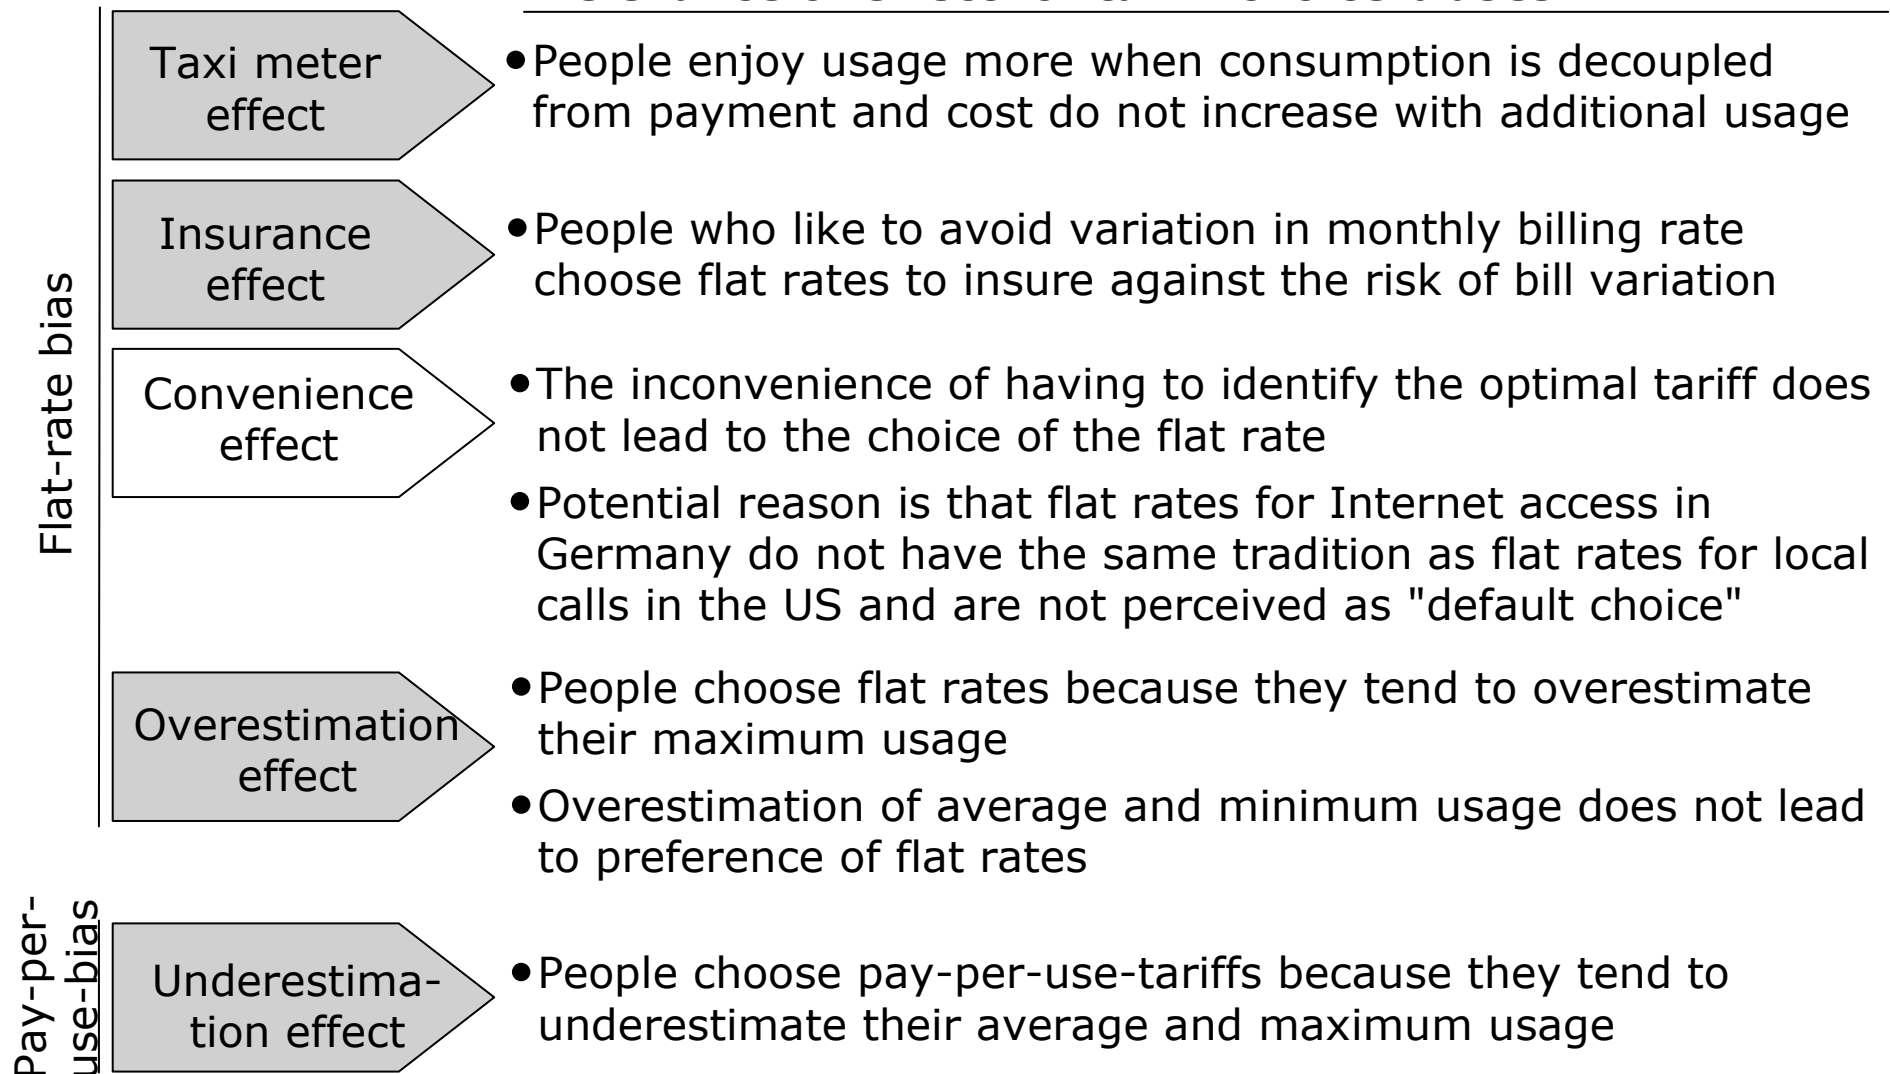 Taxi meter
effect
People enjoy usage more when consumption is decoupled
from payment and cost do not increase with additional usage
Insurance
effect
People who like to avoid variation in monthly billing rate
choose flat rates to insure against the risk of bill variation
Flat-rate bias
Convenience
effect
The inconvenience of having to identify the optimal tariff does
not lead to the choice of the flat rate
Potential reason is that flat rates for Internet access in
Germany do not have the same tradition as flat rates for local
calls in the US and are not perceived as "default choice"
Overestimation
effect
People choose flat rates because they tend to overestimate
their maximum usage
Overestimation of average and minimum usage does not lead
to preference of flat rates
Pay-per-
use-bias
Underestima-
tion effect
People choose pay-per-use-tariffs because they tend to
underestimate their average and maximum usage